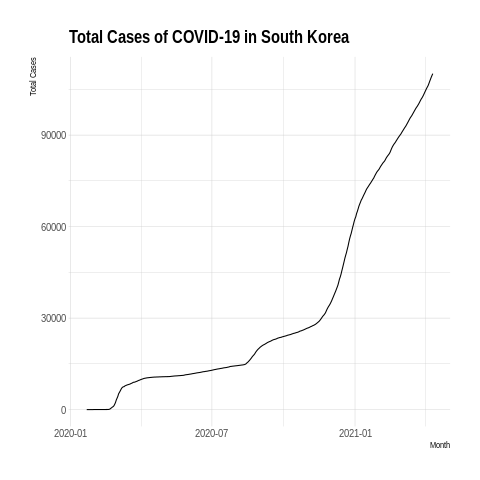 Total Cases of COVID-19 in South Korea
Total Cases
90000
60000
30000
0
2020-01
2020-07
2021-01
Month